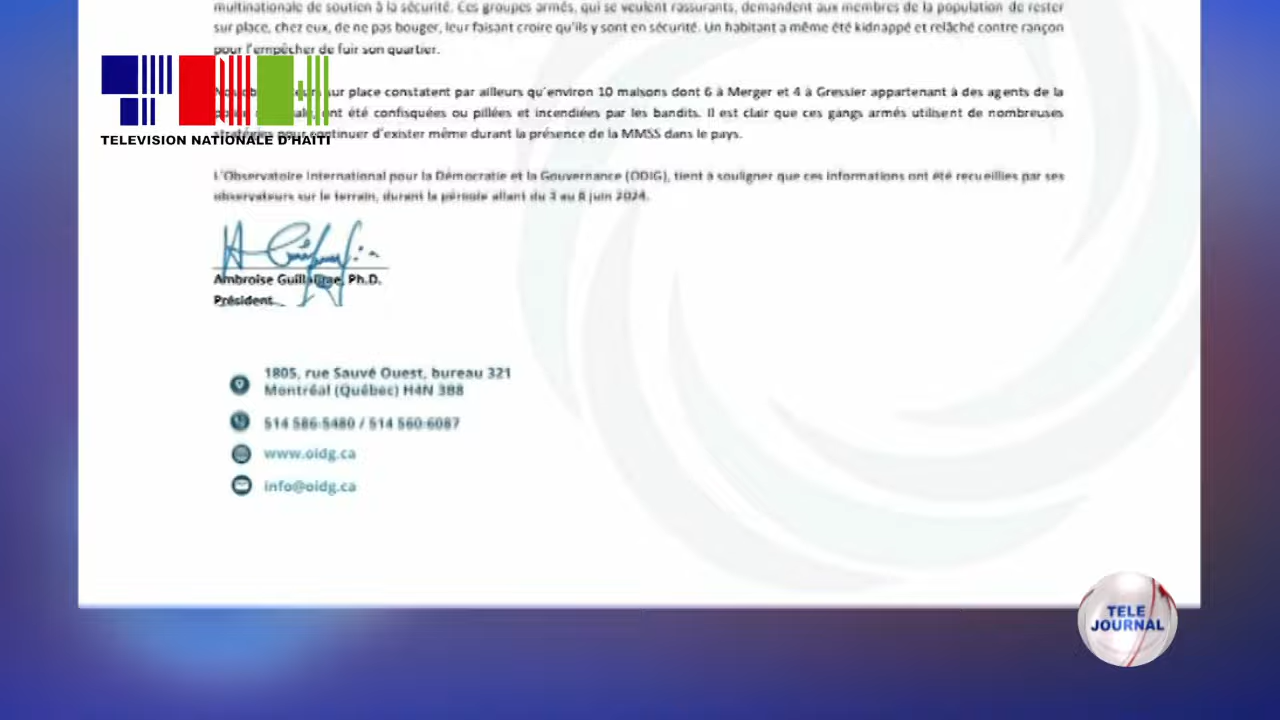 multinationale de soutien à la sécurité. Ces groupes armés, qui se veulent rassurants, demandent aux membres de la population de rester
sur place, chez eux, de ne pas bouger, leur faisant croire qu'ils y sont en sécurité. Un habitant a même été kidnappé et relâché contre rançon
pour l'empêcher de fuir son quartier.
sur place constatent par ailleurs qu'environ 10 maisons dont 6 à Merger et 4 à Gressier appartenant à des agents de la
ont été confisquées ou pillées et incendiées par les bandits. Il est clair que ces gangs armés utilisent de nombreuses
stratégies pour continuer d'exister même durant la présence de la MMSS dans le pays.
TELEVISION NATIONALE D'HAITI
L'Observatoire International pour la Démocratie et la Gouvernance (ODIG), tient à souligner que ces informations ont été recueillies par ses
observateurs sur le terrain, durant la période allant du 3 au 8 juin 2024.
Ambroise Guillaume, Ph.D.
Président
1805, rue Sauvé Ouest, bureau 321
Montréal (Québec) H4N 3B8
514 586-5480 / 514 560-6087
www.oidg.ca
info@oidg.ca
TELE
JOURNAL